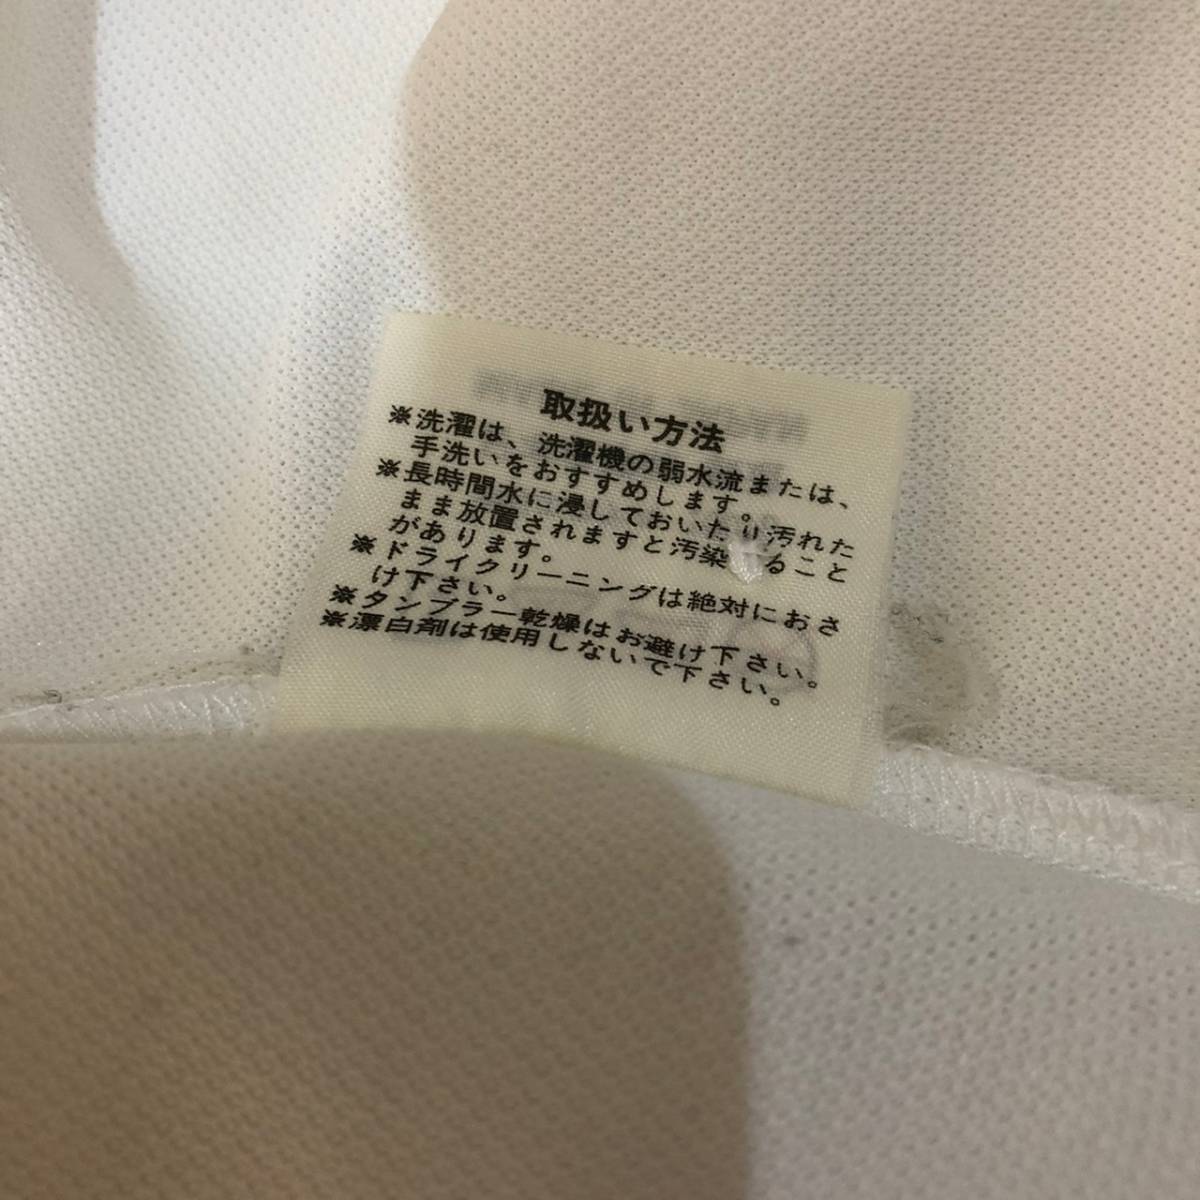 取扱い方法
※洗濯は、洗濯機の弱水流または、
手洗いをおすすめします。
※長時間水に浸しておいたり汚れた
まま放置されますと汚染 ること
があります。
※ドライクリーニングは絶対におさ
け下さい。
※タンブラー乾燥はお避け下さい。
※漂白剤は使用しないで下さい。